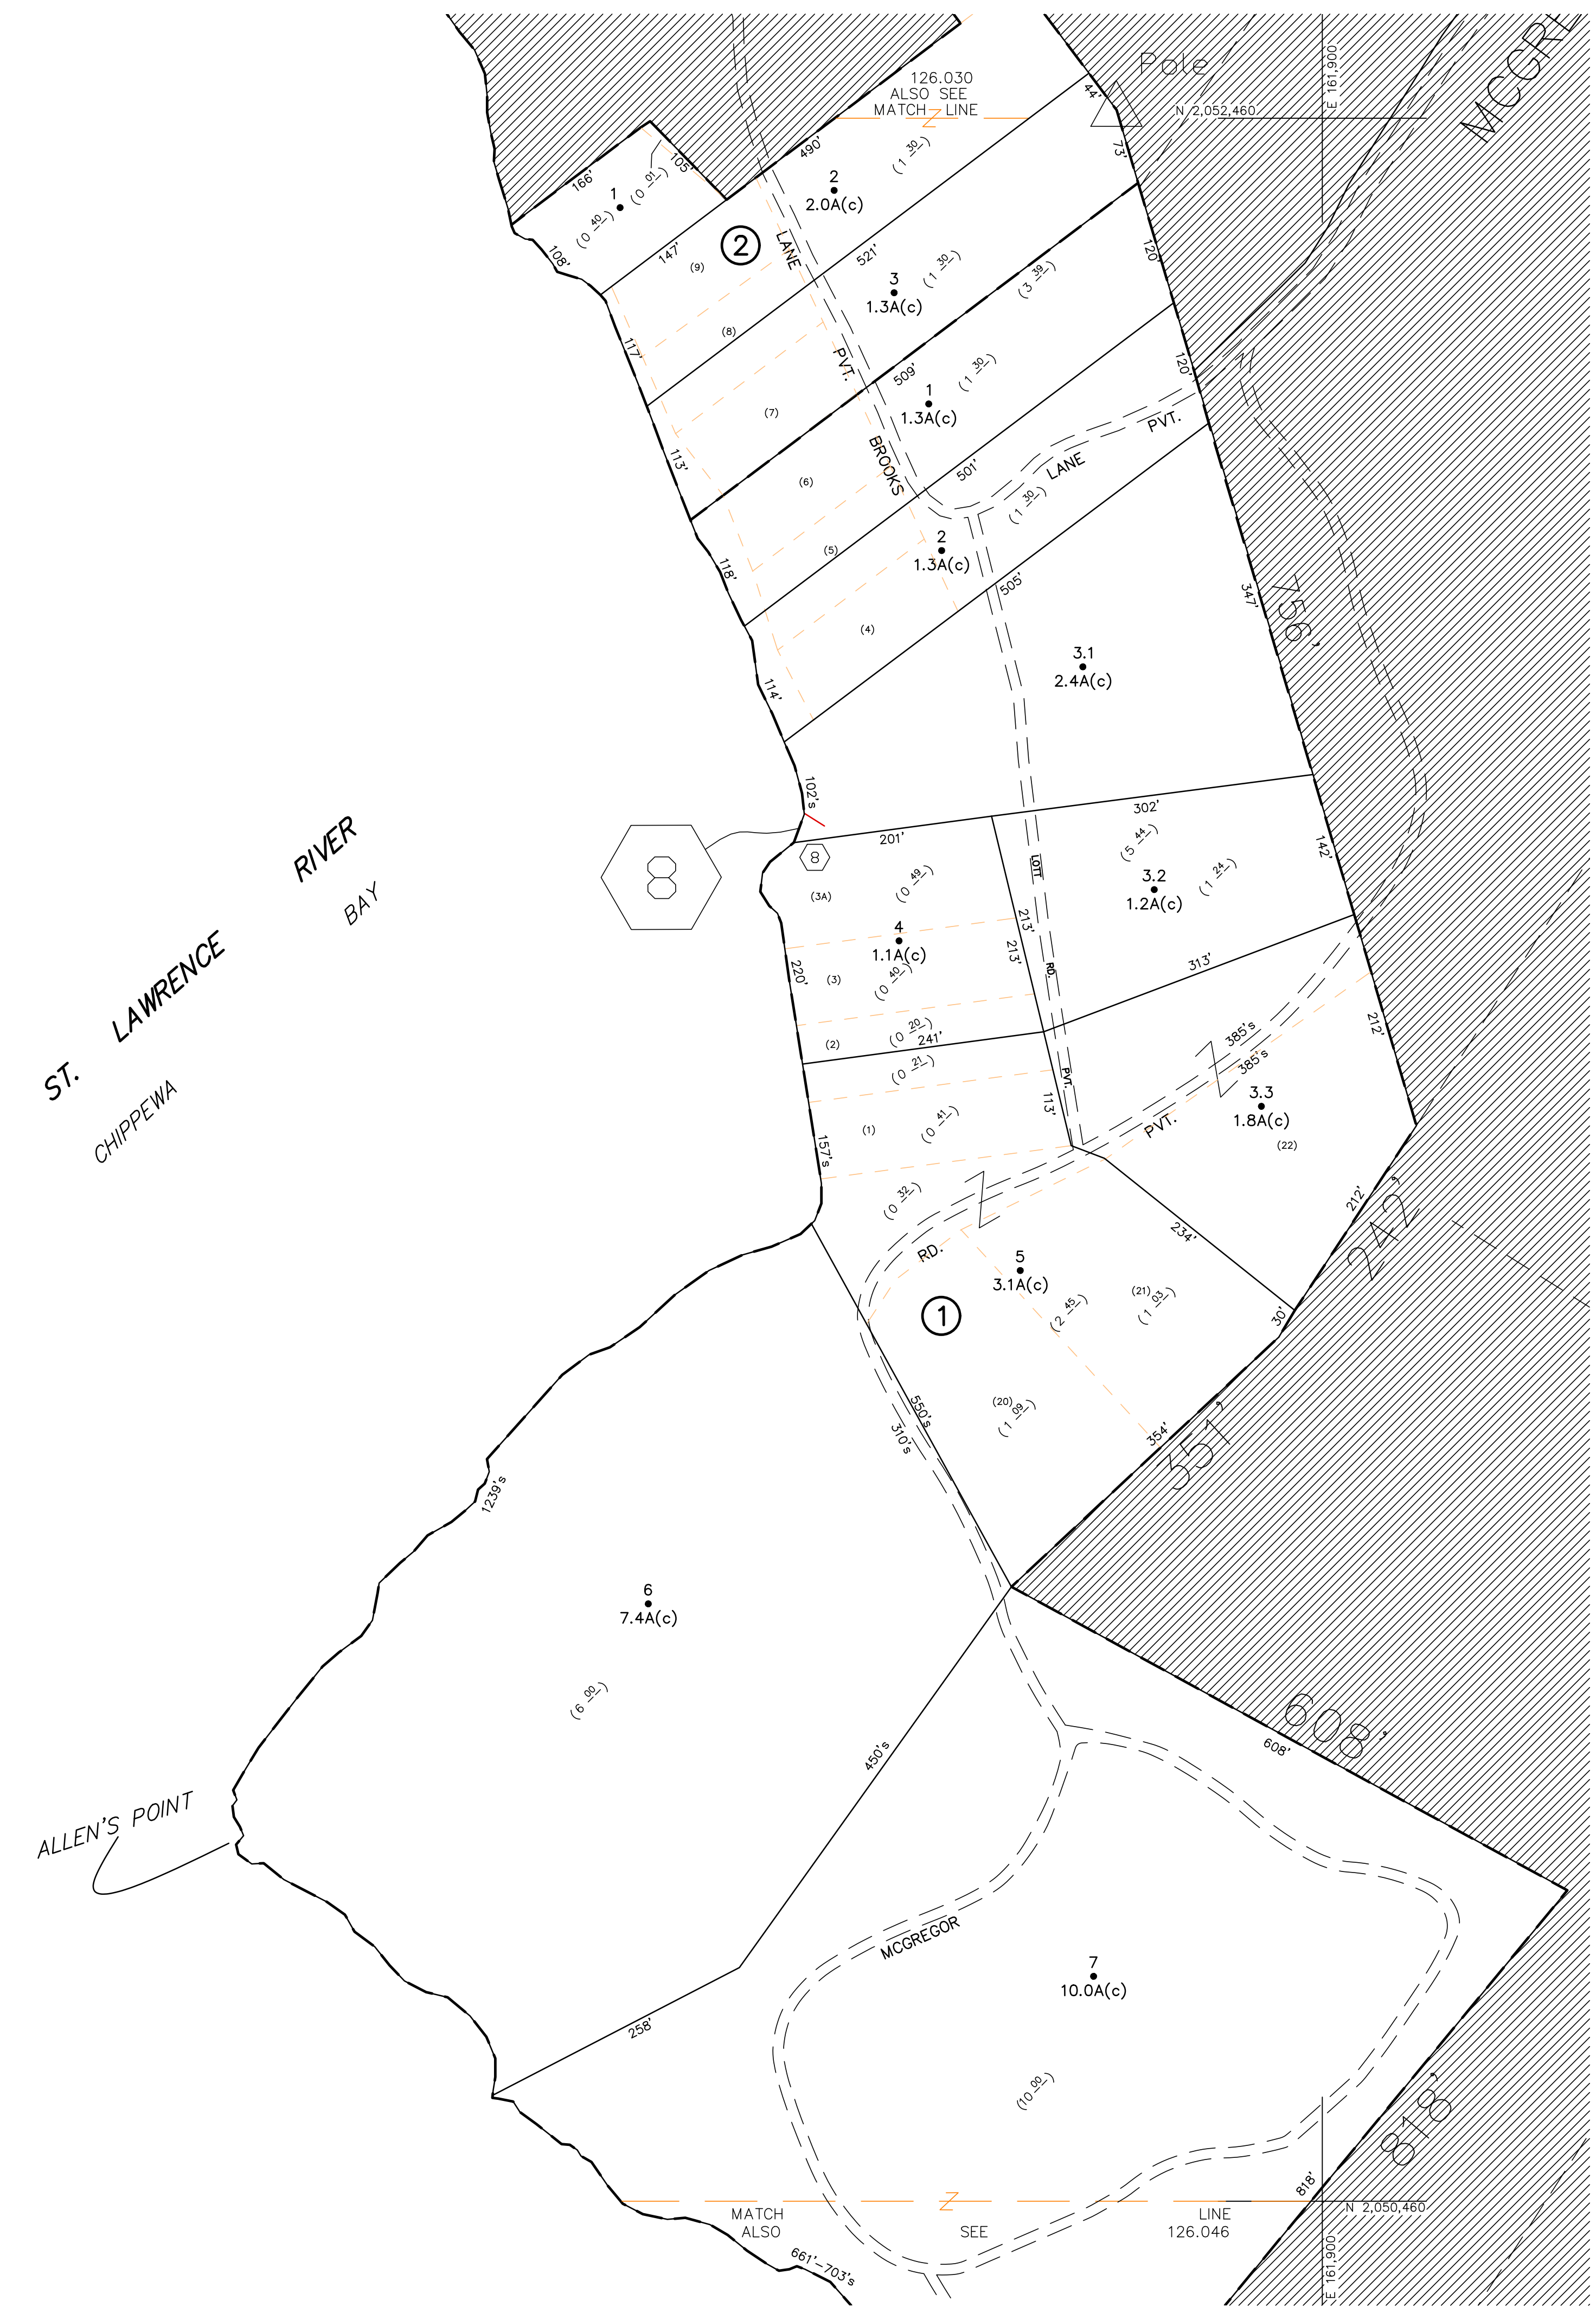 Pole
E 161,900
N 2,052,460
126.030
ALSO SEE
MATCH LINE
44'
73'
490'
(1 30)
2
2.0A(c)
166'
105'
1
(0 01)
(0 40)
108'
147'
2
(9)
LANE
521'
3
(1 30)
1.3A(c)
(3 39)
120'
(8)
117'
PVT.
509'
1
(1 30)
1.3A(c)
120'
(7)
PVT.
113'
BROOKS
LANE
501'
(6)
(1 30)
(5)
2
1.3A(c)
118'
505'
347'
756'
(4)
3.1
2.4A(c)
114'
102's
302'
201'
8
8
LOTT
(5 44)
142'
3.2
(1 24)
1.2A(c)
(3A)
(0 49)
213'
213'
4
1.1A(c)
RD.
313'
220'
(3)
(0 40)
212'
(2)
(0 20)
241'
385's
385's
(0 21)
PVT.
3.3
1.8A(c)
113'
PVT.
(1)
(0 41)
(22)
157's
(0 32)
212'
242'
234'
RD.
5
3.1A(c)
(21)
(1 03)
(2 45)
30'
1
550's
310's
(20)
(1 09)
354'
551'
RIVER
BAY
LAWRENCE
ST.
CHIPPEWA
1239's
6
7.4A(c)
(6 00)
450's
608'
608'
ALLEN'S POINT
MCGREGOR
7
10.0A(c)
258'
(10 00)
818'
818'
N 2,050,460
MATCH LINE
ALSO SEE 126.046
E 161,900
661'-703's